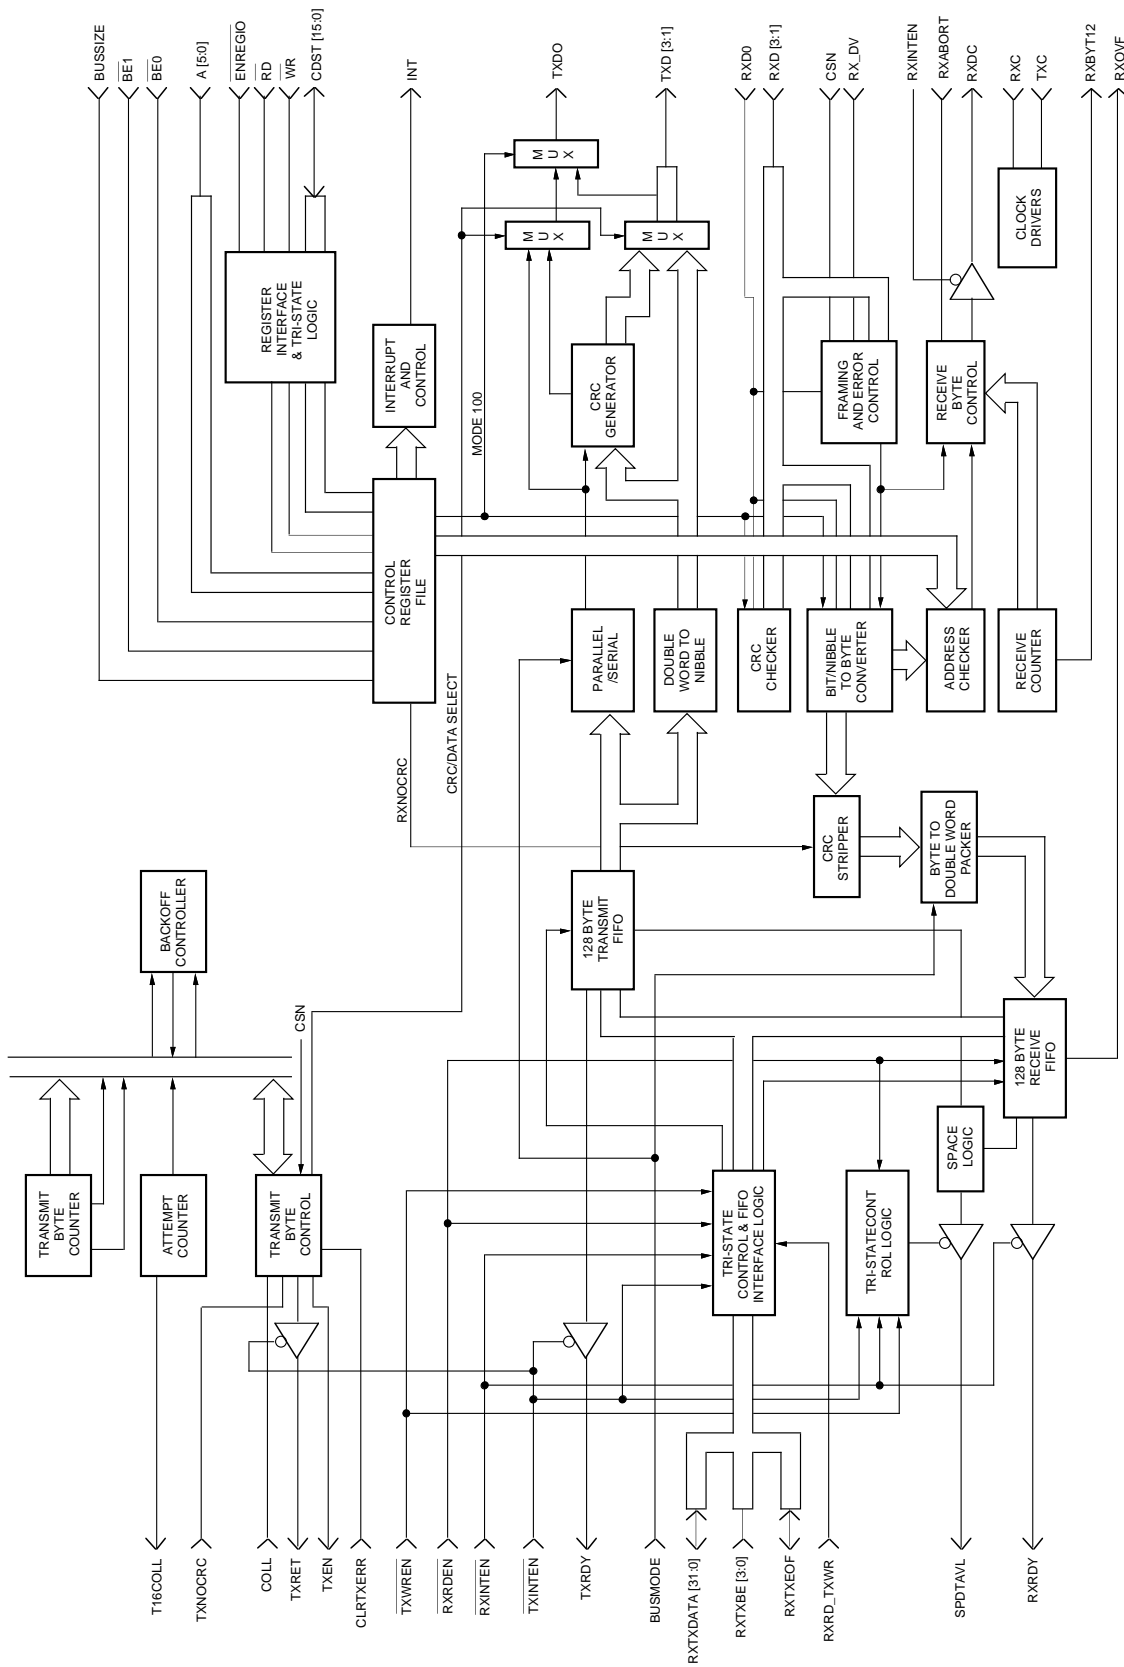 BUSSIZE
BE1
BE0
A [5:0]
ENREGIO
RD
WR
CDST [15:0]
INT
TXDO
TXD [3:1]
RXD0
RXD [3:1]
CSN
RX_DV
RXINTEN
RXABORT
RXDC
RXC
TXC
RXBYT12
RXOVF
REGISTER
INTERFACE
& TRI-STATE
LOGIC
INTERRUPT
AND
CONTROL
MUX
MUX
MUX
MODE 100
CRC
GENERATOR
FRAMING
AND ERROR
CONTROL
RECEIVE
BYTE
CONTROL
CLOCK
DRIVERS
CONTROL
REGISTER
FILE
RXNOCRC
CRC/DATA SELECT
PARALLEL
/SERIAL
DOUBLE
WORD TO
NIBBLE
CRC
CHECKER
BIT/NIBBLE
TO BYTE
CONVERTER
ADDRESS
CHECKER
RECEIVE
COUNTER
BACKOFF
CONTROLLER
CSN
128 BYTE
TRANSMIT
FIFO
CRC
STRIPPER
BYTE TO
DOUBLE WORD
PACKER
128 BYTE
RECEIVE
FIFO
TRANSMIT
BYTE
COUNTER
ATTEMPT
COUNTER
TRANSMIT
BYTE
CONTROL
TRI-STATE
CONTROL & FIFO
INTERFACE LOGIC
TRI-STATECONT
ROL LOGIC
SPACE
LOGIC
T16COLL
TXNOCRC
COLL
TXRET
TXEN
CLRTXERR
TXWREN
RXRDEN
RXINTEN
TXINTEN
TXRDY
BUSMODE
RXTXDATA [31:0]
RXTXBE [3:0]
RXTXEOF
RXRD_TXWR
SPDTAVL
RXRDY